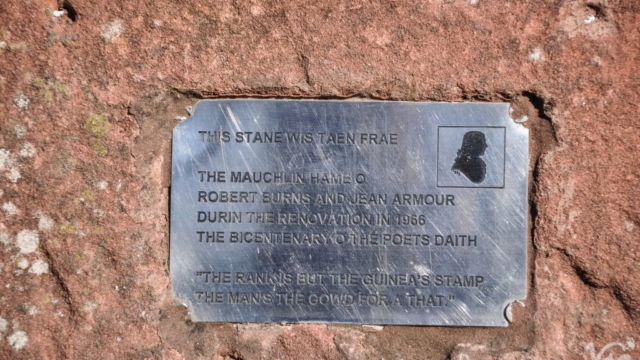 THIS STANE WIS TAEN FRAE
THE MAUCHLIN HAME O
ROBERT BURNS AND JEAN ARMOUR
DURIN THE RENOVATION IN 1966
THE BICENTENARY O'THE POETS DAITH
"THE RANK IS BUT THE GUINEA'S STAMP
THE MAN'S THE GOWD FOR A THAT."